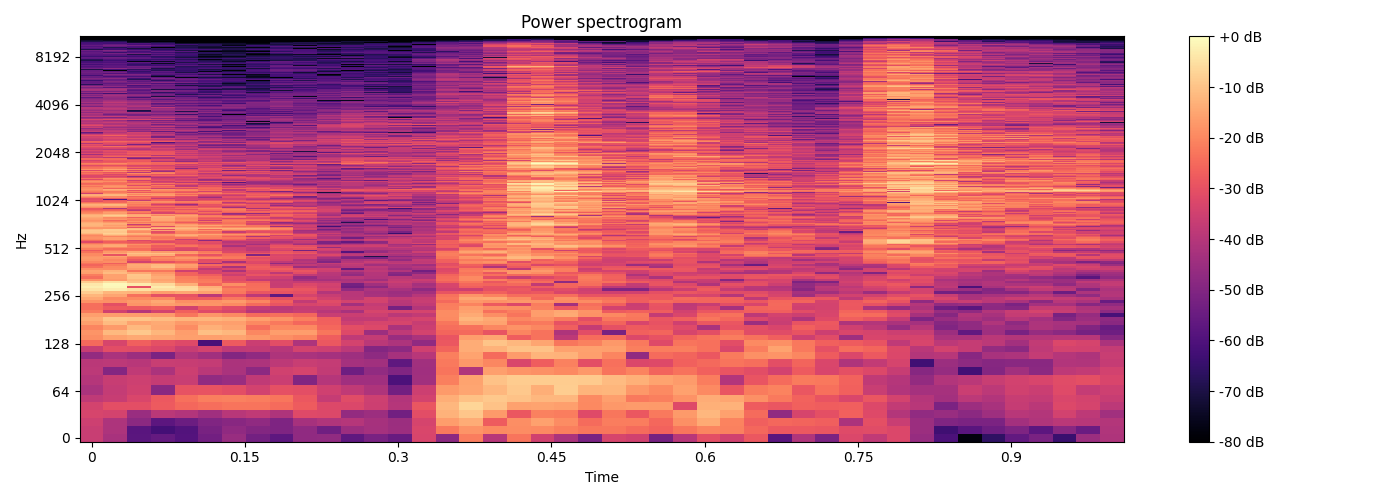 Power spectrogram
Hz
8192
4096
2048
1024
512
256
128
64
0
0 0.15 0.3 0.45 0.6 0.75 0.9
Time
+0 dB
-10 dB
-20 dB
-30 dB
-40 dB
-50 dB
-60 dB
-70 dB
-80 dB